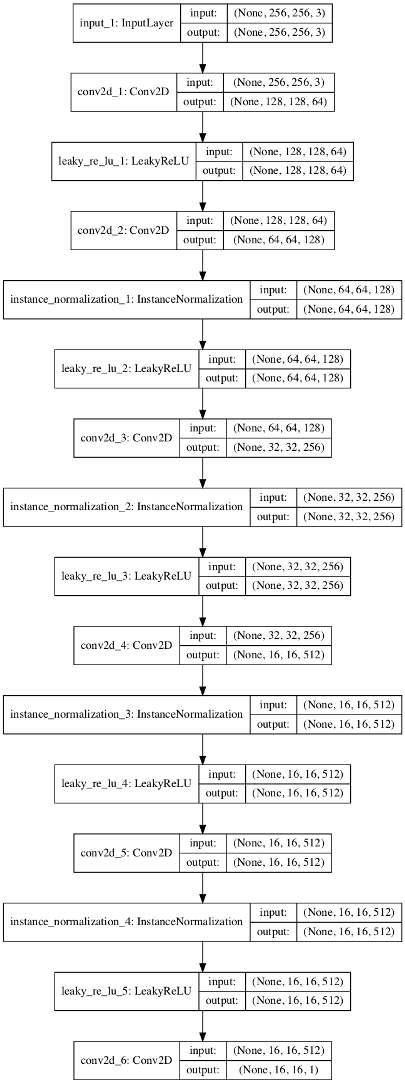 input_1: InputLayer
input: (None, 256, 256, 3)
output: (None, 256, 256, 3)
conv2d_1: Conv2D
input: (None, 256, 256, 3)
output: (None, 128, 128, 64)
leaky_re_lu_1: LeakyReLU
input: (None, 128, 128, 64)
output: (None, 128, 128, 64)
conv2d_2: Conv2D
input: (None, 128, 128, 64)
output: (None, 64, 64, 128)
instance_normalization_1: InstanceNormalization
input: (None, 64, 64, 128)
output: (None, 64, 64, 128)
leaky_re_lu_2: LeakyReLU
input: (None, 64, 64, 128)
output: (None, 64, 64, 128)
conv2d_3: Conv2D
input: (None, 64, 64, 128)
output: (None, 32, 32, 256)
instance_normalization_2: InstanceNormalization
input: (None, 32, 32, 256)
output: (None, 32, 32, 256)
leaky_re_lu_3: LeakyReLU
input: (None, 32, 32, 256)
output: (None, 32, 32, 256)
conv2d_4: Conv2D
input: (None, 32, 32, 256)
output: (None, 16, 16, 512)
instance_normalization_3: InstanceNormalization
input: (None, 16, 16, 512)
output: (None, 16, 16, 512)
leaky_re_lu_4: LeakyReLU
input: (None, 16, 16, 512)
output: (None, 16, 16, 512)
conv2d_5: Conv2D
input: (None, 16, 16, 512)
output: (None, 16, 16, 512)
instance_normalization_4: InstanceNormalization
input: (None, 16, 16, 512)
output: (None, 16, 16, 512)
leaky_re_lu_5: LeakyReLU
input: (None, 16, 16, 512)
output: (None, 16, 16, 512)
conv2d_6: Conv2D
input: (None, 16, 16, 512)
output: (None, 16, 16, 1)